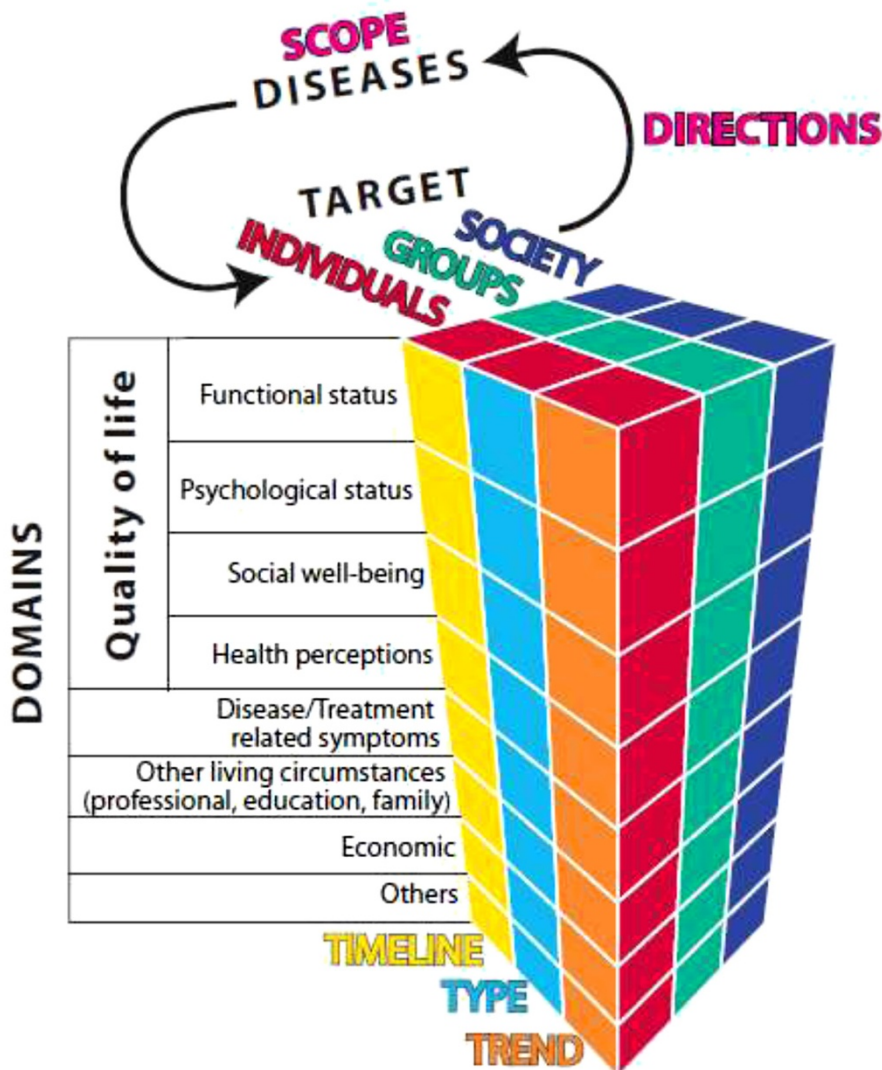 SCOPE
DISEASES
DIRECTIONS
TARGET
INDIVIDUALS
GROUPS
SOCIETY
DOMAINS
Quality of life
Functional status
Psychological status
Social well-being
Health perceptions
Disease/Treatment
related symptoms
Other living circumstances
(professional, education, family)
Economic
Others
TIMELINE
TYPE
TREND